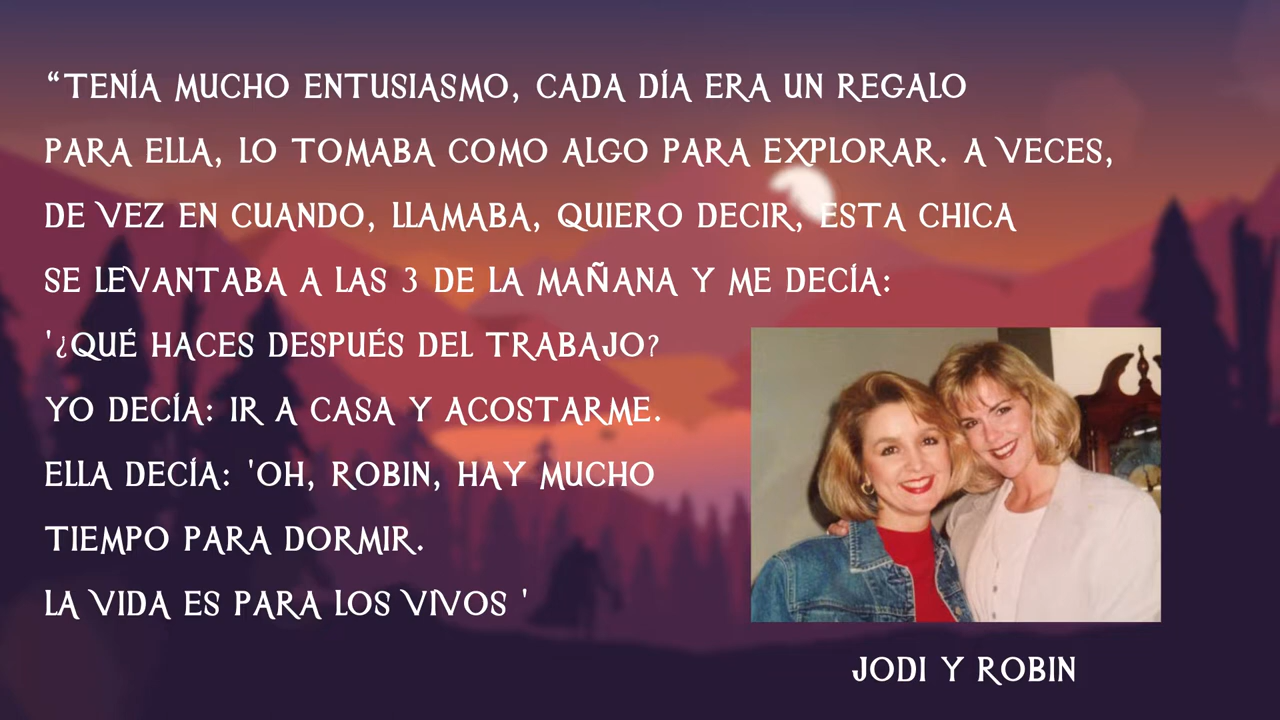 “TENÍA MUCHO ENTUSIASMO, CADA DÍA ERA UN REGALO
PARA ELLA, LO TOMABA COMO ALGO PARA EXPLORAR. A VECES,
DE VEZ EN CUANDO, LLAMABA, QUIERO DECIR, ESTA CHICA
SE LEVANTABA A LAS 3 DE LA MAÑANA Y ME DECÍA:
'¿QUÉ HACES DESPUÉS DEL TRABAJO?
YO DECÍA: IR A CASA Y ACOSTARME.
ELLA DECÍA: 'OH, ROBIN, HAY MUCHO
TIEMPO PARA DORMIR.
LA VIDA ES PARA LOS VIVOS '
JODI Y ROBIN